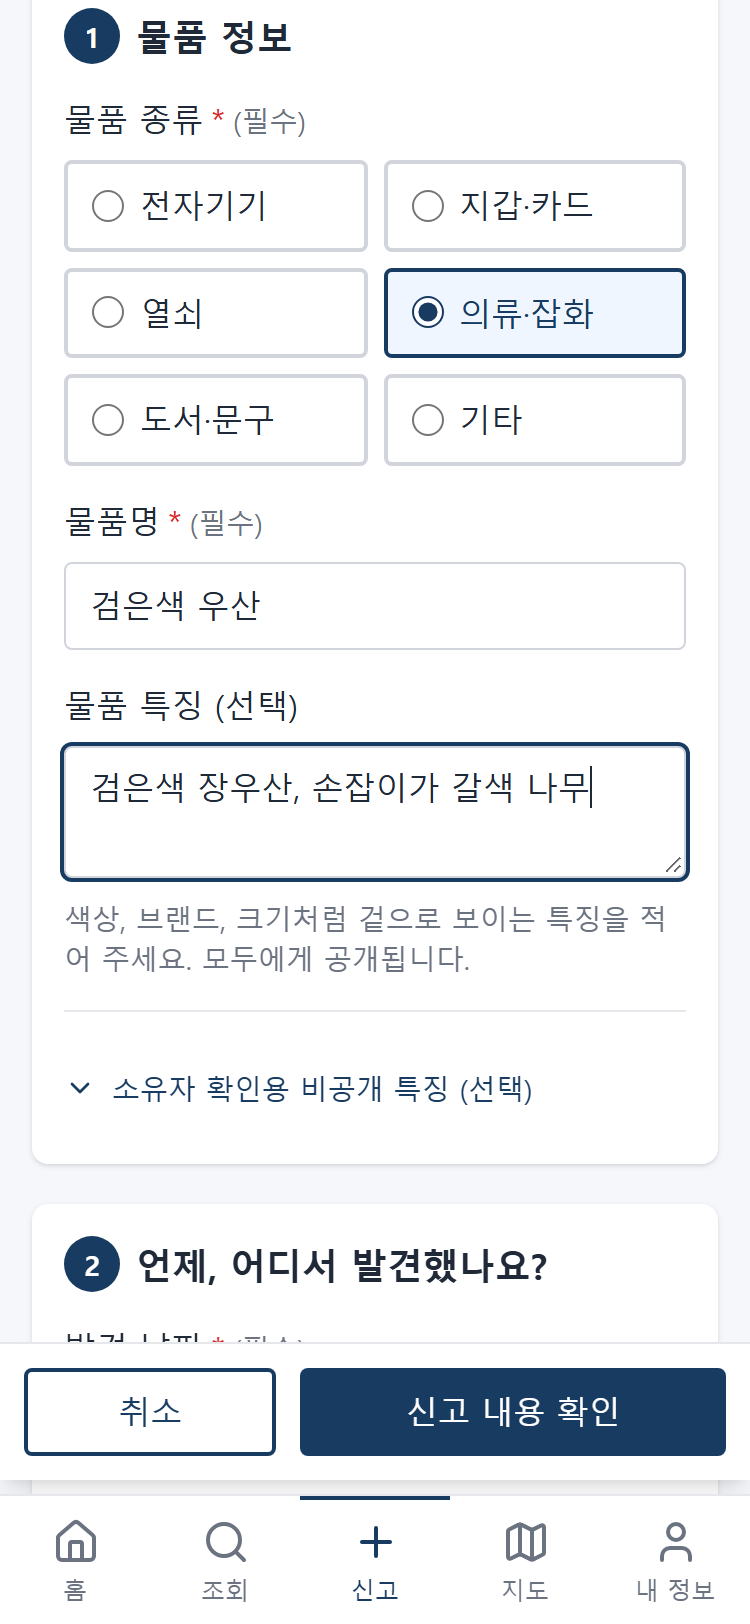 1 물품 정보
물품 종류 * (필수)
전자기기
지갑·카드
열쇠
의류·잡화
도서·문구
기타
물품명 * (필수)
검은색 우산
물품 특징 (선택)
검은색 장우산, 손잡이가 갈색 나무
색상, 브랜드, 크기처럼 겉으로 보이는 특징을 적
어 주세요. 모두에게 공개됩니다.
소유자 확인용 비공개 특징 (선택)
2 언제, 어디서 발견했나요?
취소
신고 내용 확인
홈
조회
신고
지도
내 정보